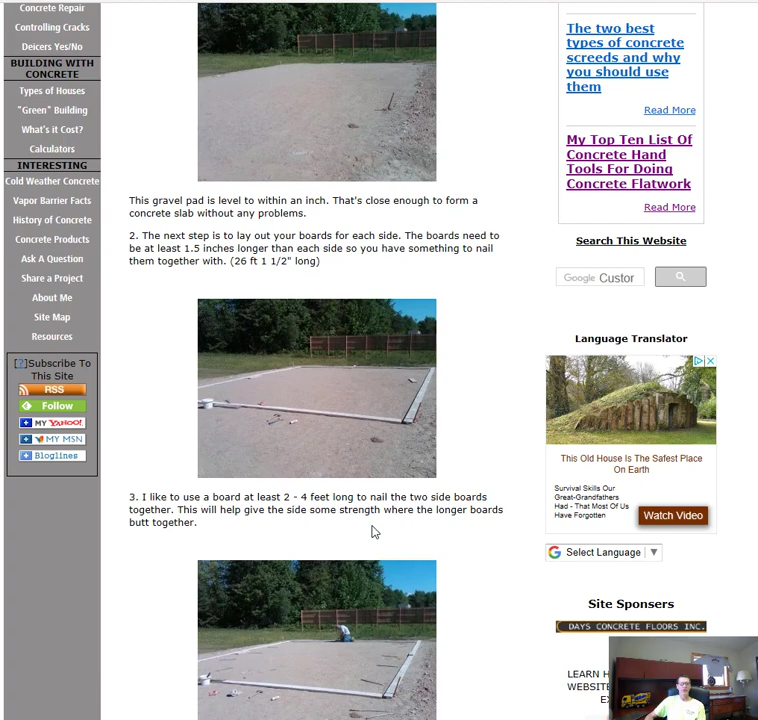 Concrete Repair
Controlling Cracks
Deicers Yes/No
BUILDING WITH
CONCRETE
Types of Houses
"Green" Building
What's it Cost?
Calculators
INTERESTING
Cold Weather Concrete
Vapor Barrier Facts
History of Concrete
Concrete Products
Ask A Question
Share a Project
About Me
Site Map
Resources
[?]Subscribe To
This Site
RSS
Follow
MY YAHOO!
MY MSN
Bloglines
This gravel pad is level to within an inch. That's close enough to form a
concrete slab without any problems.
2. The next step is to lay out your boards for each side. The boards need to
be at least 1.5 inches longer than each side so you have something to nail
them together with. (26 ft 1 1/2" long)
3. I like to use a board at least 2 - 4 feet long to nail the two side boards
together. This will help give the side some strength where the longer boards
butt together.
The two best
types of concrete
screeds and why
you should use
them
Read More
My Top Ten List Of
Concrete Hand
Tools For Doing
Concrete Flatwork
Read More
Search This Website
Google Custor
Language Translator
This Old House Is The Safest Place
On Earth
Survival Skills Our
Great-Grandfathers
Had - That Most Of Us
Have Forgotten
Watch Video
Select Language
Site Sponsers
DAYS CONCRETE FLOORS INC.
LEARN H
WEBSITE
E